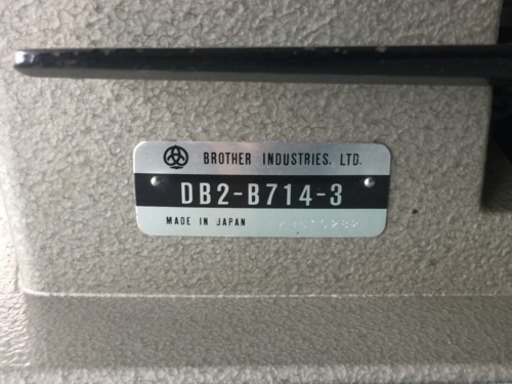 BROTHER INDUSTRIES. LTD.
DB2-B714-3
MADE IN JAPAN